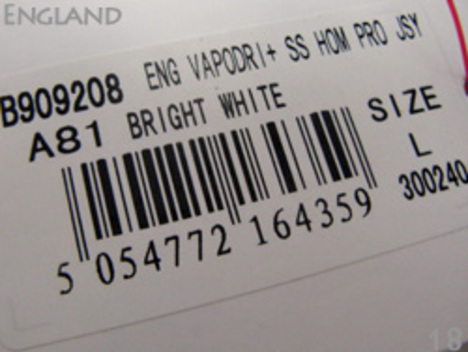 ENGLAND
B909208 ENG VAPODRI+ SS HOM PRO JSY
A81 BRIGHT WHITE
SIZE
L
300240
5 054772 164359
18